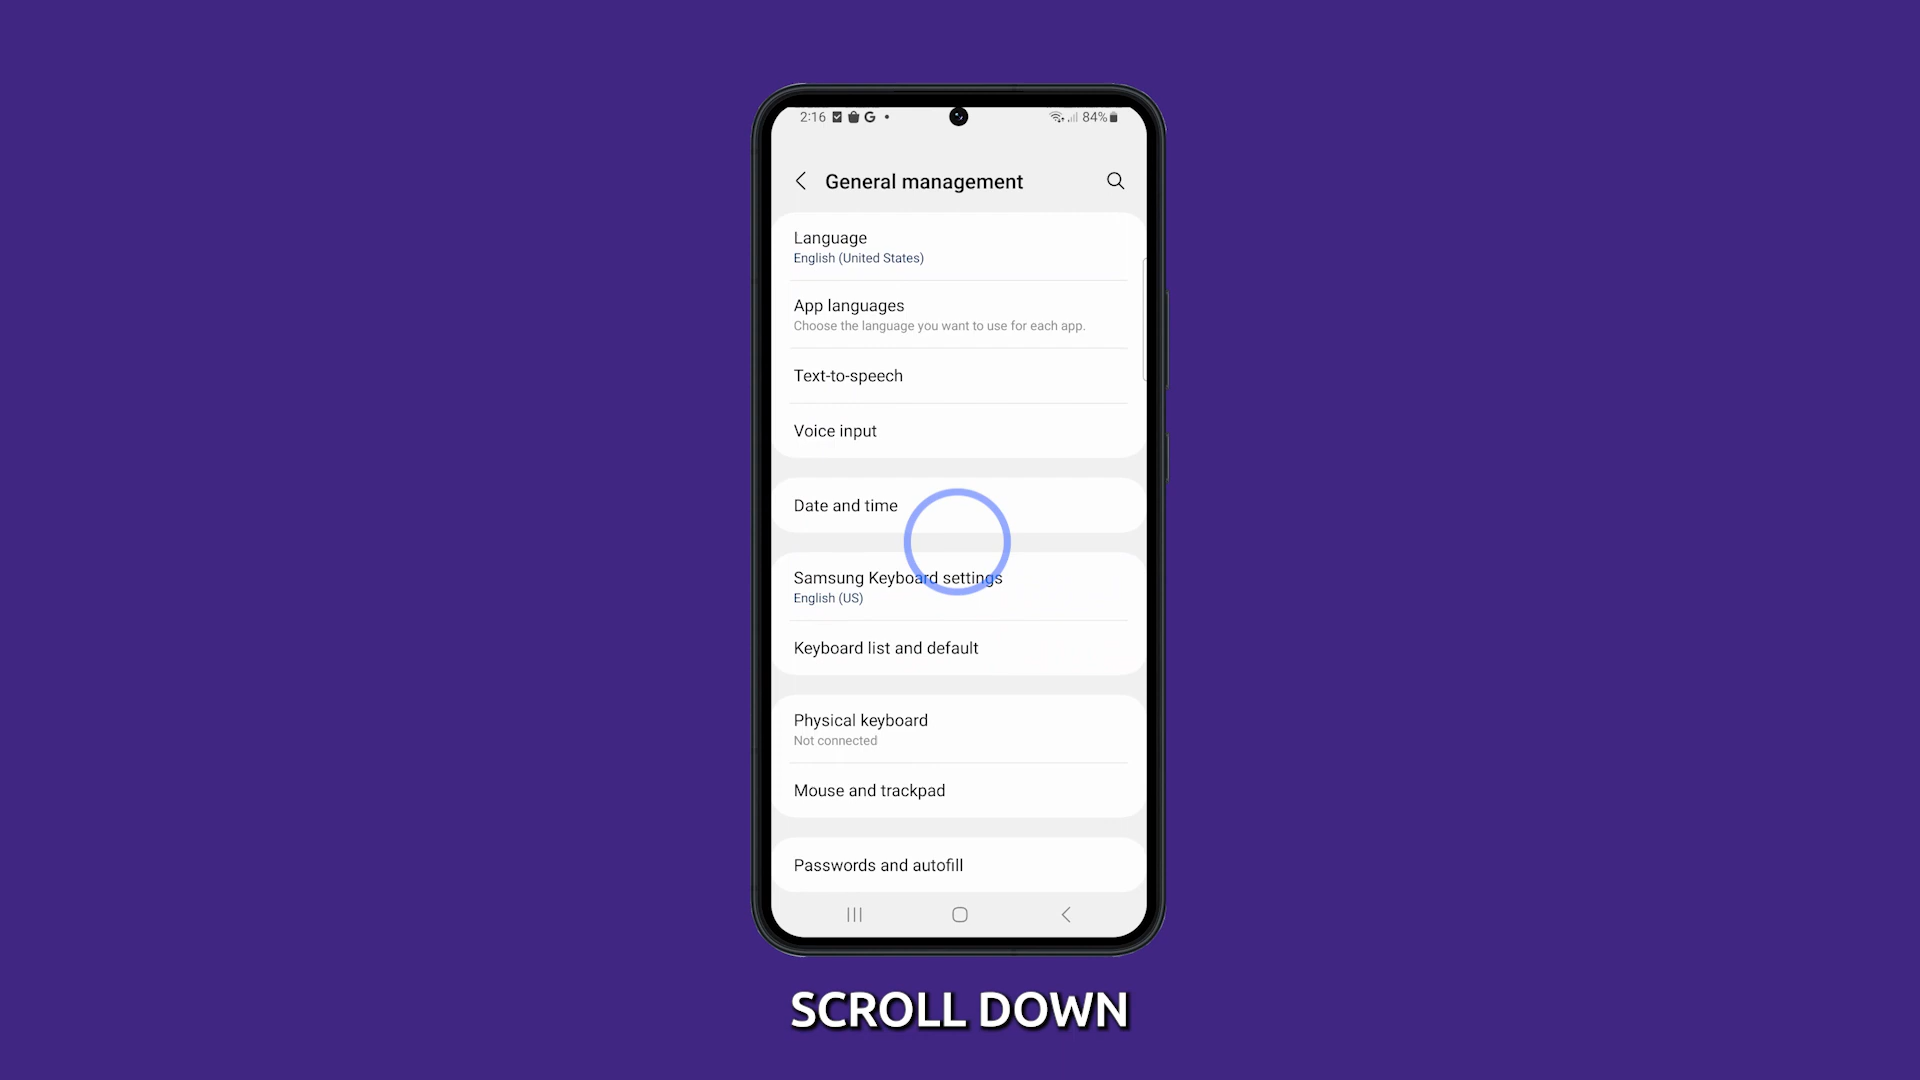 2:16 G 84%
General management
Language
English (United States)
App languages
Choose the language you want to use for each app.
Text-to-speech
Voice input
Date and time
Samsung Keyboard settings
English (US)
Keyboard list and default
Physical keyboard
Not connected
Mouse and trackpad
Passwords and autofill
SCROLL DOWN